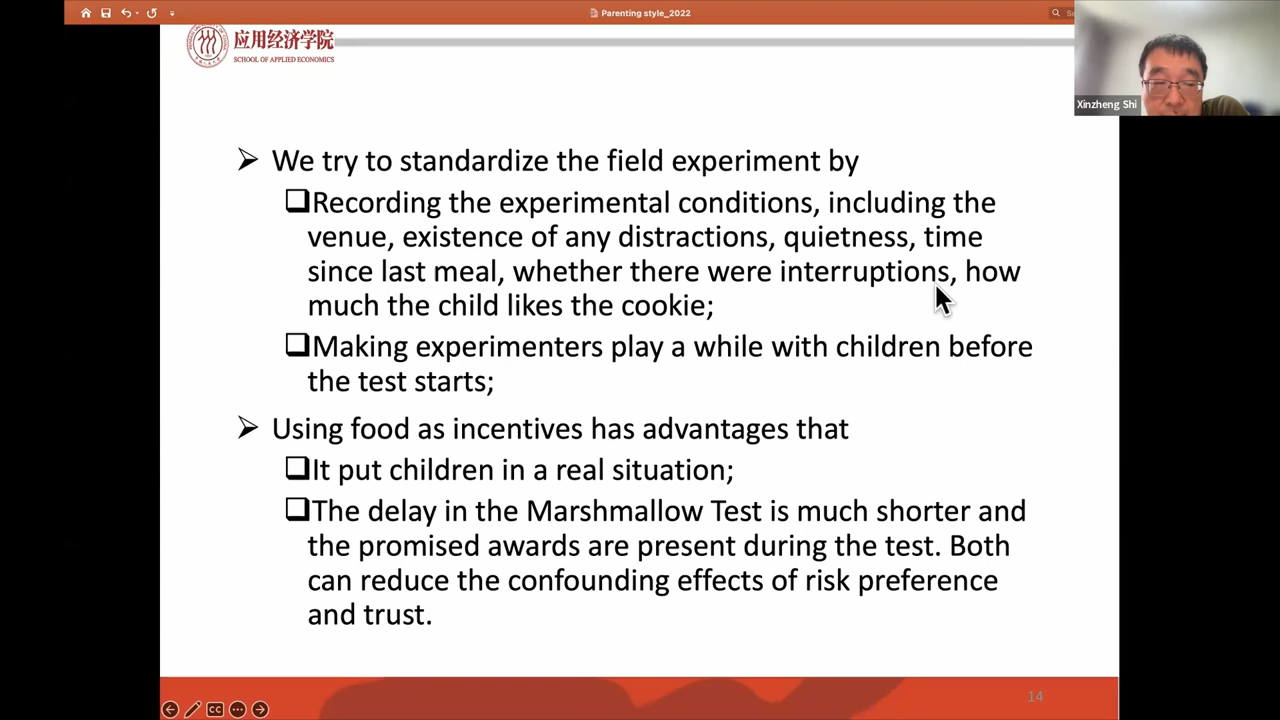 Parenting style_2022
应用经济学院
SCHOOL OF APPLIED ECONOMICS
Xinzheng Shi
We try to standardize the field experiment by
Recording the experimental conditions, including the
venue, existence of any distractions, quietness, time
since last meal, whether there were interruptions, how
much the child likes the cookie;
Making experimenters play a while with children before
the test starts;
Using food as incentives has advantages that
It put children in a real situation;
The delay in the Marshmallow Test is much shorter and
the promised awards are present during the test. Both
can reduce the confounding effects of risk preference
and trust.
14
CC